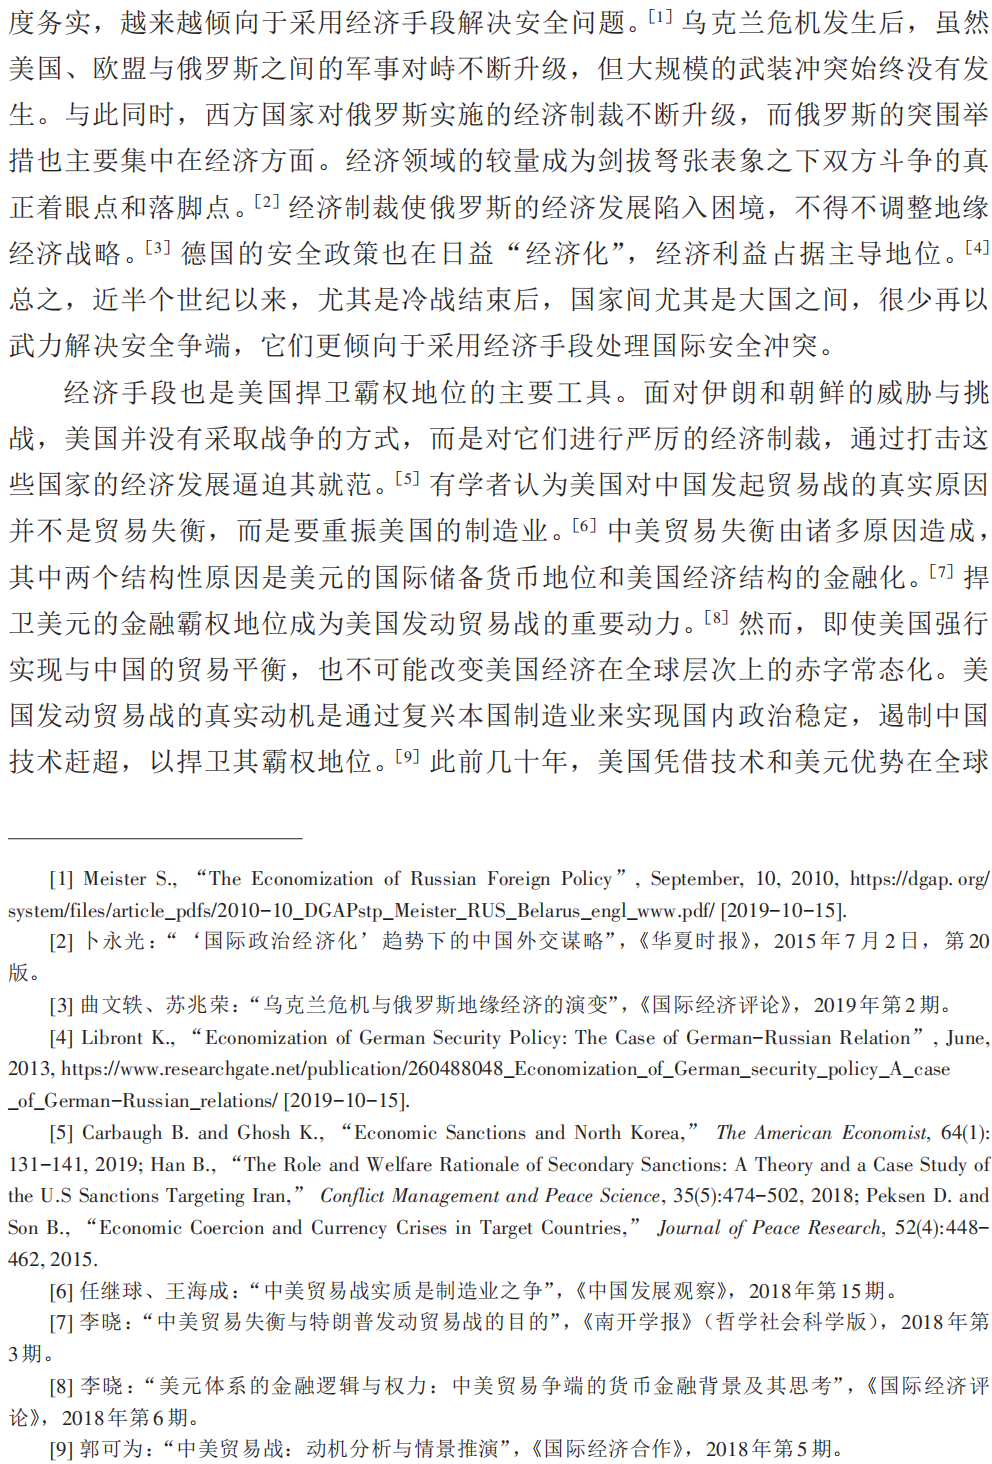 度务实，越来越倾向于采用经济手段解决安全问题。[1] 乌克兰危机发生后，虽然
美国、欧盟与俄罗斯之间的军事对峙不断升级，但大规模的武装冲突始终没有发
生。与此同时，西方国家对俄罗斯实施的经济制裁不断升级，而俄罗斯的突围举
措也主要集中在经济方面。经济领域的较量成为剑拔弩张表象之下双方斗争的真
正着眼点和落脚点。[2] 经济制裁使俄罗斯的经济发展陷入困境，不得不调整地缘
经济战略。[3] 德国的安全政策也在日益“经济化”，经济利益占据主导地位。[4]
总之，近半个世纪以来，尤其是冷战结束后，国家间尤其是大国之间，很少再以
武力解决安全争端，它们更倾向于采用经济手段处理国际安全冲突。
经济手段也是美国捍卫霸权地位的主要工具。面对伊朗和朝鲜的威胁与挑
战，美国并没有采取战争的方式，而是对它们进行严厉的经济制裁，通过打击这
些国家的经济发展逼迫其就范。[5] 有学者认为美国对中国发起贸易战的真实原因
并不是贸易失衡，而是要重振美国的制造业。[6] 中美贸易失衡由诸多原因造成，
其中两个结构性原因是美元的国际储备货币地位和美国经济结构的金融化。[7] 捍
卫美元的金融霸权地位成为美国发动贸易战的重要动力。[8] 然而，即使美国强行
实现与中国的贸易平衡，也不可能改变美国经济在全球层次上的赤字常态化。美
国发动贸易战的真实动机是通过复兴本国制造业来实现国内政治稳定，遏制中国
技术赶超，以捍卫其霸权地位。[9] 此前几十年，美国凭借技术和美元优势在全球
[1] Meister S., “The Economization of Russian Foreign Policy”, September, 10, 2010, https://dgap.org/
system/files/article_pdfs/2010-10_DGAPstp_Meister_RUS_Belarus_engl_www.pdf/ [2019-10-15].
[2] 卜永光：“‘国际政治经济化’趋势下的中国外交谋略”，《华夏时报》，2015年7月2日，第20
版。
[3] 曲文轶、苏兆荣：“乌克兰危机与俄罗斯地缘经济的演变”，《国际经济评论》，2019年第2期。
[4] Libront K., “Economization of German Security Policy: The Case of German-Russian Relation”, June,
2013, https://www.researchgate.net/publication/260488048_Economization_of_German_security_policy_A_case
_of_German-Russian_relations/ [2019-10-15].
[5] Carbaugh B. and Ghosh K., “Economic Sanctions and North Korea,” The American Economist, 64(1):
131-141, 2019; Han B., “The Role and Welfare Rationale of Secondary Sanctions: A Theory and a Case Study of
the U.S Sanctions Targeting Iran,” Conflict Management and Peace Science, 35(5):474-502, 2018; Peksen D. and
Son B., “Economic Coercion and Currency Crises in Target Countries,” Journal of Peace Research, 52(4):448-
462, 2015.
[6] 任继球、王海成：“中美贸易战实质是制造业之争”，《中国发展观察》，2018年第15期。
[7] 李晓：“中美贸易失衡与特朗普发动贸易战的目的”，《南开学报》（哲学社会科学版），2018年第
3期。
[8] 李晓：“美元体系的金融逻辑与权力：中美贸易争端的货币金融背景及其思考”，《国际经济评
论》，2018年第6期。
[9] 郭可为：“中美贸易战：动机分析与情景推演”，《国际经济合作》，2018年第5期。